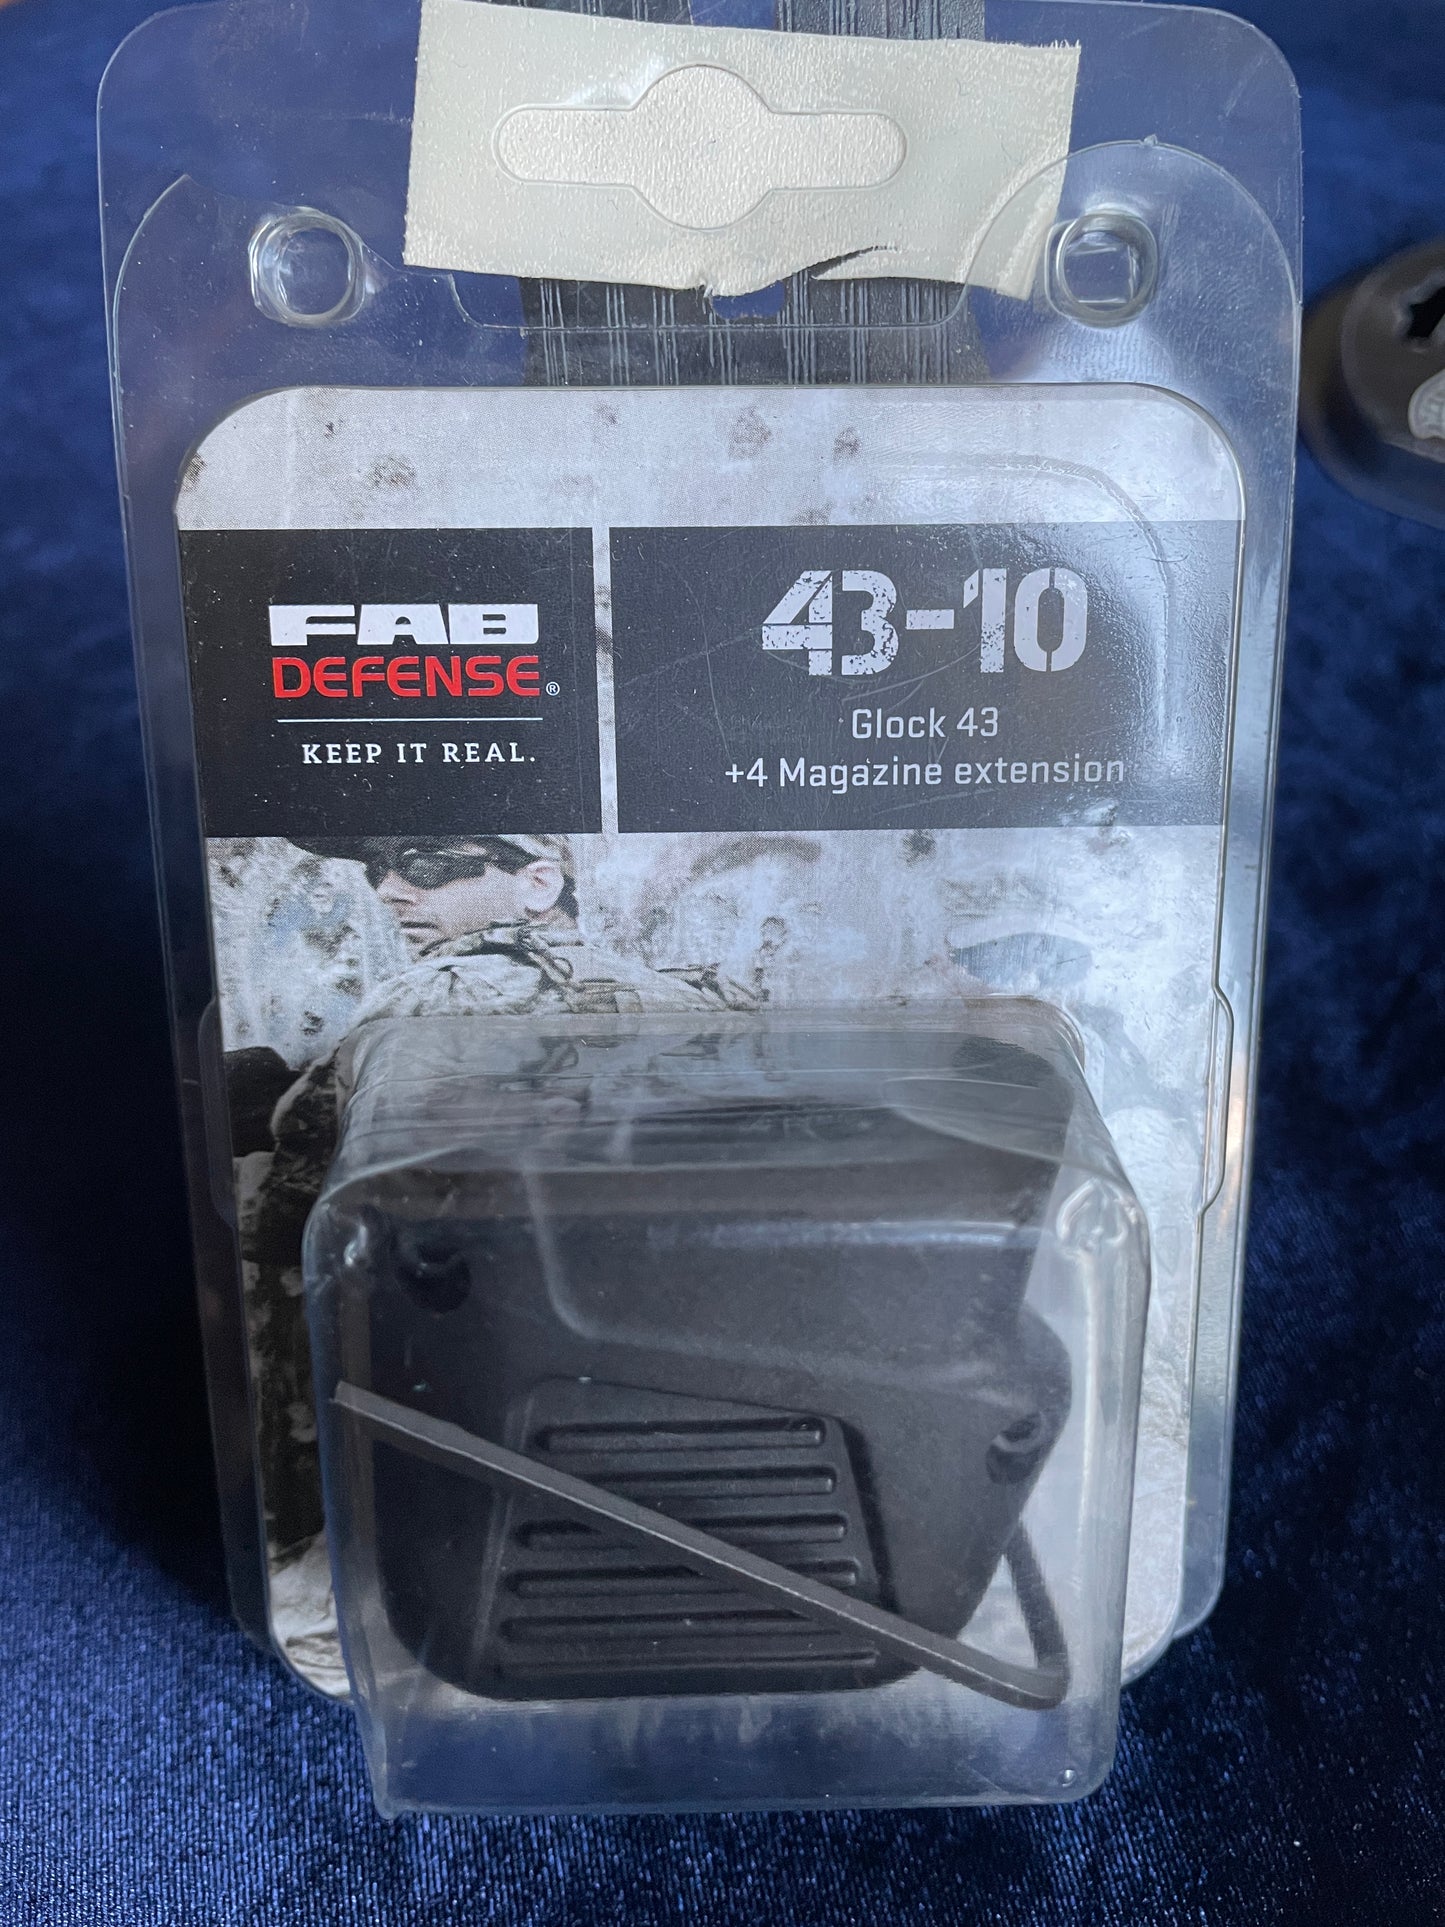 FAB
DEFENSE®
KEEP IT REAL.
43-10
Glock 43
+4 Magazine extension